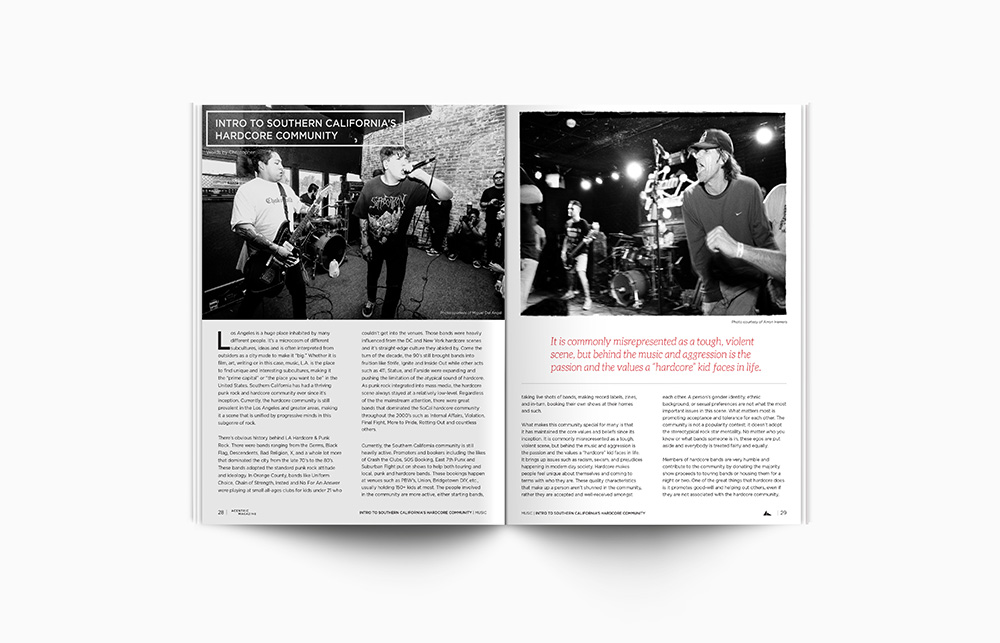 INTRO TO SOUTHERN CALIFORNIA'S
HARDCORE COMMUNITY
Photo courtesy of Miguel Del Angel
Los Angeles is a huge place inhabited by many
different people. It's a microcosm of different
subcultures, ideas and is often interpreted from
outsiders as a city made to make it "big." Whether it is
film, art, writing or in this case, music, L.A. is the place
to find unique and interesting subcultures, making it
the "prime capital" or "the place you want to be" in the
United States. Southern California has had a thriving
punk rock and hardcore community ever since it's
inception. Currently, the hardcore community is still
prevalent in the Los Angeles and greater areas, making
it a scene that is unified by progressive minds in this
subgenre of rock.
There's obvious history behind LA Hardcore & Punk
Rock. There were bands ranging from the Germs, Black
Flag, Descendents, Bad Religion, X, and a whole lot more
that dominated the city from the late 70's to the 80's.
These bands adopted the standard punk rock attitude
and ideology. In Orange County, bands like Uniform
Choice, Chain of Strength, Insted and No For An Answer
were playing at small all-ages clubs for kids under 21 who
couldn't get into the venues. These bands were heavily
influenced from the DC and New York hardcore scenes
and it's straight-edge culture they abided by. Come the
turn of the decade, the 90's still brought bands into
fruition like Strife, Ignite and Inside Out while other acts
such as 411, Statue, and Farside were expanding and
pushing the limitation of the atypical sound of hardcore.
As punk rock integrated into mass media, the hardcore
scene always stayed at a relatively low-level. Regardless
of the the mainstream attention, there were great
bands that dominated the SoCal hardcore community
throughout the 2000's such as Internal Affairs, Violation,
Final Fight, More to Pride, Rotting Out and countless
others.
Currently, the Southern California community is still
heavily active. Promoters and bookers including the likes
of Crash the Clubs, SOS Booking, East 7th Punx and
Suburban Fight put on shows to help both touring and
local, punk and hardcore bands. These bookings happen
at venues such as PBW's, Union, Bridgetown DIY, etc.,
usually holding 150+ kids at most. The people involved
in the community are more active, either starting bands,
28 | ACENTRIC
MAGAZINE
INTRO TO SOUTHERN CALIFORNIA'S HARDCORE COMMUNITY | MUSIC
Photo courtesy of
It is commonly misrepresented as a tough, violent
scene, but behind the music and aggression is the
passion and the values a "hardcore" kid faces in life.
taking live shots of bands, making record labels, zines,
and in-turn, booking their own shows at their homes
and such.
What makes this community special for many is that
it has maintained the core values and beliefs since its
inception. It is commonly misrepresented as a tough,
violent scene, but behind the music and aggression is
the passion and the values a "hardcore" kid faces in life.
It brings up issues such as racism, sexism, and prejudices
happening in modern day society. Hardcore makes
people feel unique about themselves and coming to
terms with who they are. These quality characteristics
that make up a person aren't shunned in the community,
rather they are accepted and well-received amongst
each other. A person's gender identity, ethnic
background, or sexual preferences are not what the most
important issues in this scene. What matters most is
promoting acceptance and tolerance for each other. The
community is not a popularity contest; it doesn't adopt
the stereotypical rock star mentality. No matter who you
know or what bands someone is in, these egos are put
aside and everybody is treated fairly and equally.
Members of hardcore bands are very humble and
contribute to the community by donating the majority
show proceeds to touring bands or housing them for a
night or two. One of the great things that hardcore does
is it promotes good-will and helping out others, even if
they are not associated with the hardcore community.
MUSIC | INTRO TO SOUTHERN CALIFORNIA'S HARDCORE COMMUNITY
| 29